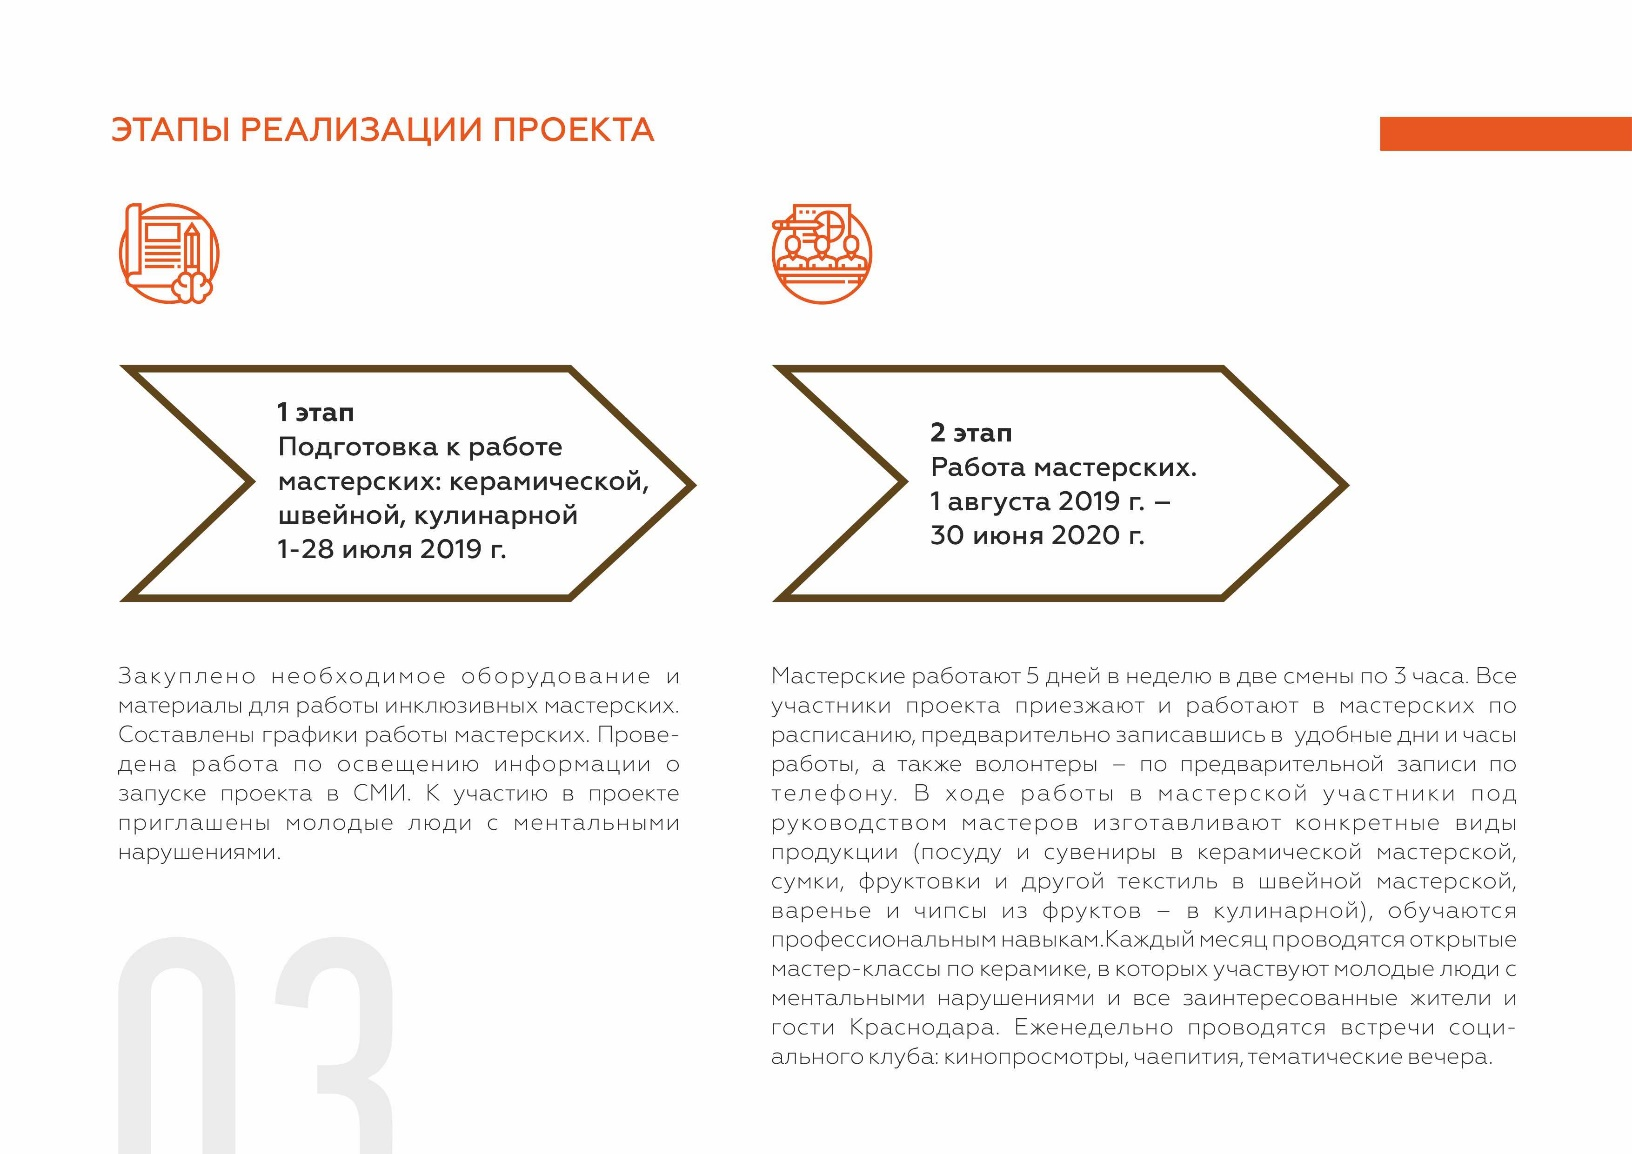 ЭТАПЫ РЕАЛИЗАЦИИ ПРОЕКТА
1 этап
Подготовка к работе
мастерских: керамической,
швейной, кулинарной
1-28 июля 2019 г.
2 этап
Работа мастерских.
1 августа 2019 г. –
30 июня 2020 г.
Закуплено необходимое оборудование и
материалы для работы инклюзивных мастерских.
Составлены графики работы мастерских. Прове-
дена работа по освещению информации о
запуске проекта в СМИ. К участию в проекте
приглашены молодые люди с ментальными
нарушениями.
Мастерские работают 5 дней в неделю в две смены по 3 часа. Все
участники проекта приезжают и работают в мастерских по
расписанию, предварительно записавшись в удобные дни и часы
работы, а также волонтеры – по предварительной записи по
телефону. В ходе работы в мастерской участники под
руководством мастеров изготавливают конкретные виды
продукции (посуду и сувениры в керамической мастерской,
сумки, фруктовки и другой текстиль в швейной мастерской,
варенье и чипсы из фруктов – в кулинарной), обучаются
профессиональным навыкам.Каждый месяц проводятся открытые
мастер-классы по керамике, в которых участвуют молодые люди с
ментальными нарушениями и все заинтересованные жители и
гости Краснодара. Еженедельно проводятся встречи соци-
ального клуба: кинопросмотры, чаепития, тематические вечера.
03